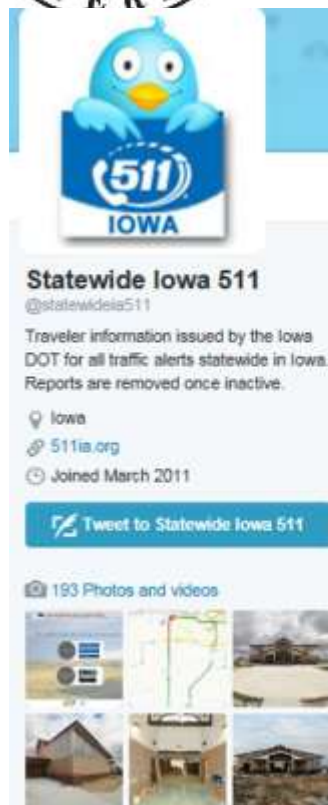 511
IOWA
Statewide Iowa 511
@statewideia511
Traveler information issued by the Iowa
DOT for all traffic alerts statewide in Iowa.
Reports are removed once inactive.
Iowa
511ia.org
Joined March 2011
Tweet to Statewide Iowa 511
193 Photos and videos